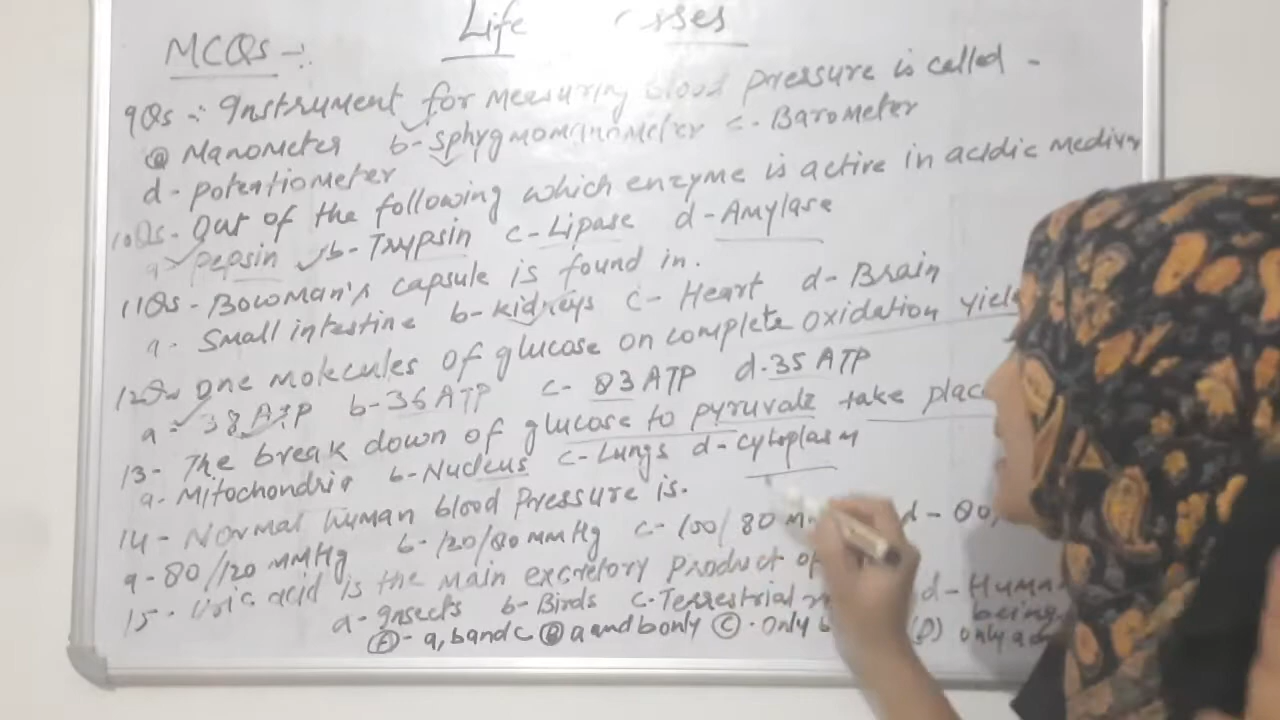 Life sses
MCQs -:
9Qs :- Instrument for measuring blood pressure is called -
a Manometer b- Sphygmomanometer c- Barometer
d- Potentiometer
10Qs- Out of the following which enzyme is active in acidic medium
a- Pepsin b- Trypsin c- Lipase d- Amylase
11Qs- Bowman's capsule is found in.
a- Small intestine b- kidneys c- Heart d- Brain
12Qs one molecules of glucose on complete oxidation yield
a- 38 ATP b- 36 ATP c- 83 ATP d. 35 ATP
13- The break down of glucose to pyruvate take place
a- Mitochondria b- Nucleus c- Lungs d- Cytoplasm
14- Normal human blood Pressure is.
a- 80/120 mmHg b- 120/80 mmHg c- 100/80 m d- 80,
15- Uric acid is the main excretory product of
a- Insects b- Birds c- Terrestrial d- Human
being
(A)- a, b and c (B) a and b only (C). only b (D) only a